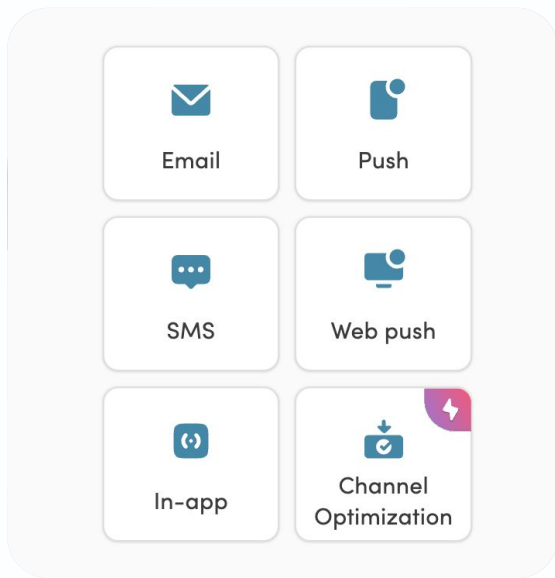 Email
Push
SMS
Web push
In-app
Channel
Optimization